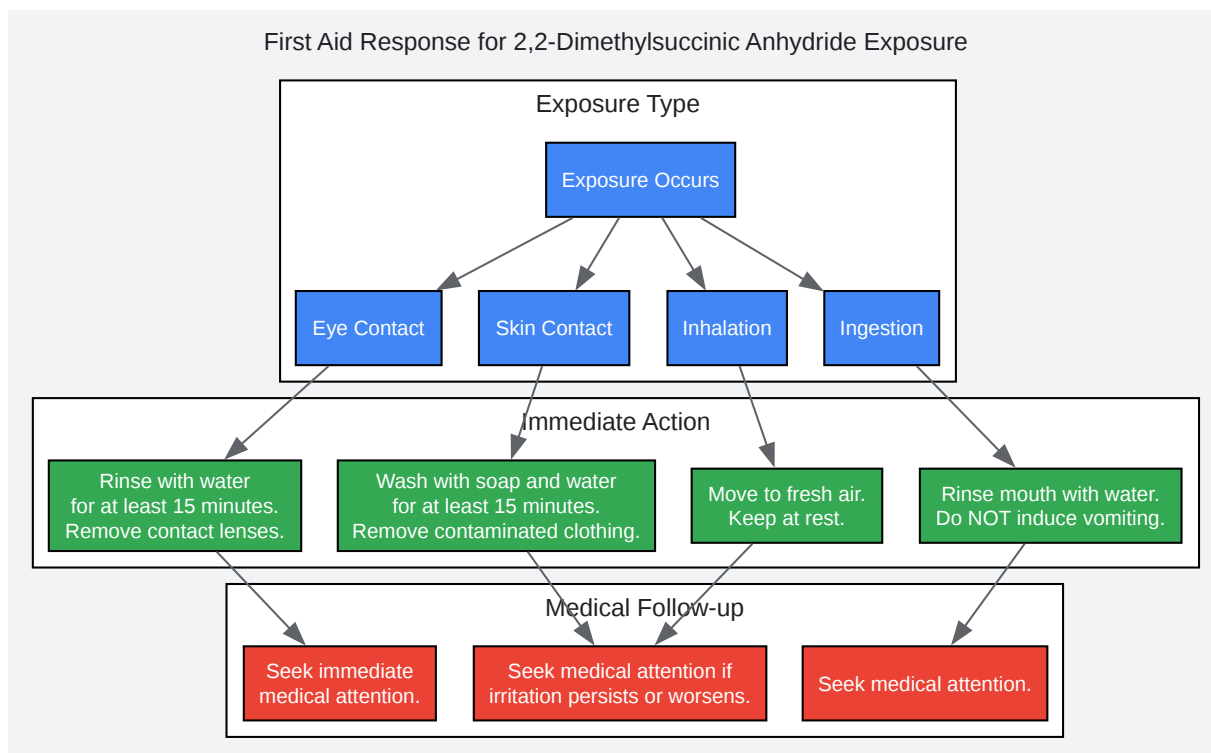 First Aid Response for 2,2-Dimethylsuccinic Anhydride Exposure
Exposure Type
Exposure Occurs
Eye Contact
Skin Contact
Inhalation
Ingestion
Immediate Action
Rinse with water
for at least 15 minutes.
Remove contact lenses.
Wash with soap and water
for at least 15 minutes.
Remove contaminated clothing.
Move to fresh air.
Keep at rest.
Rinse mouth with water.
Do NOT induce vomiting.
Medical Follow-up
Seek immediate
medical attention.
Seek medical attention if
irritation persists or worsens.
Seek medical attention.